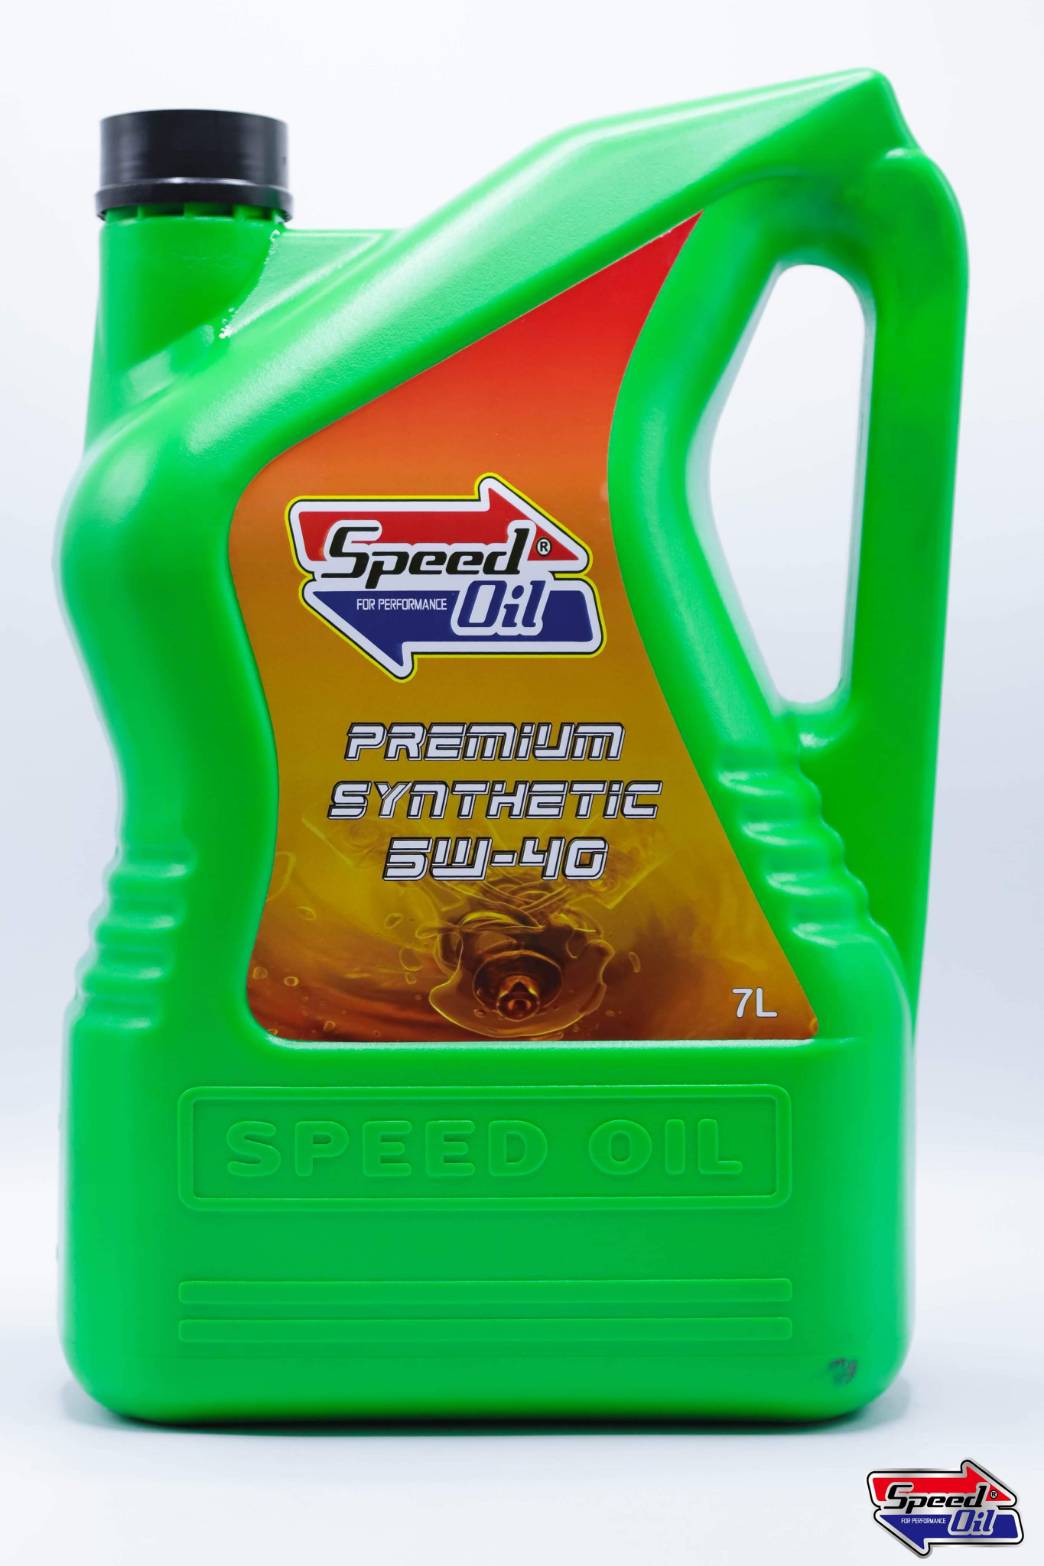 Speed®
FOR PERFORMANCE Oil
PREMIUM
SYNTHETIC
5W-40
7L
SPEED OIL
Speed®
FOR PERFORMANCE Oil